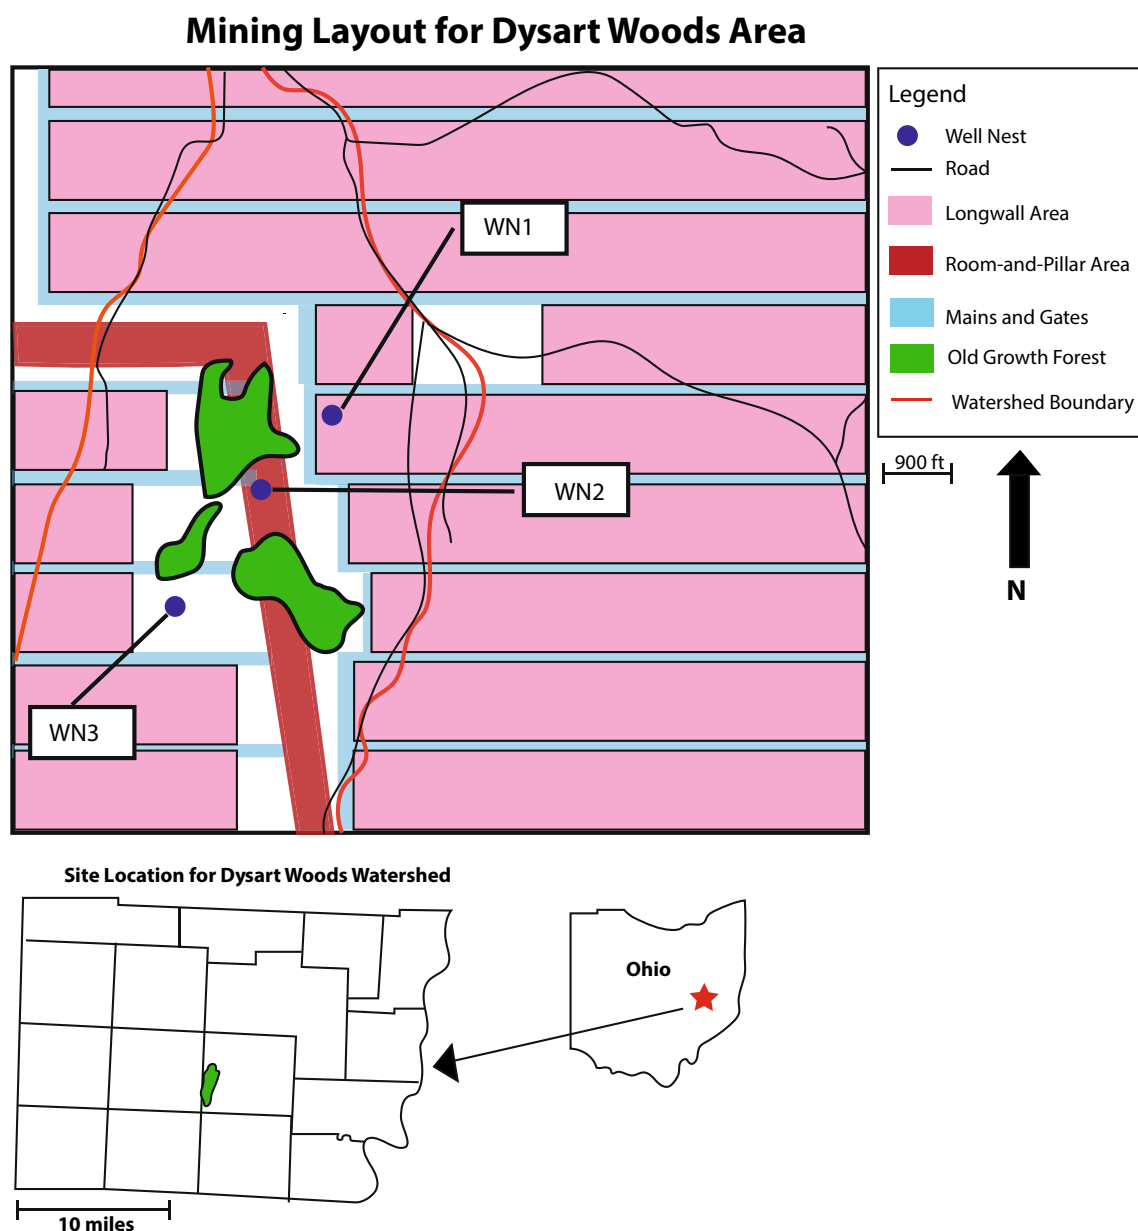 Mining Layout for Dysart Woods Area
WN1
WN2
WN3
Legend
Well Nest
Road
Longwall Area
Room-and-Pillar Area
Mains and Gates
Old Growth Forest
Watershed Boundary
900 ft
N
Site Location for Dysart Woods Watershed
Ohio
10 miles